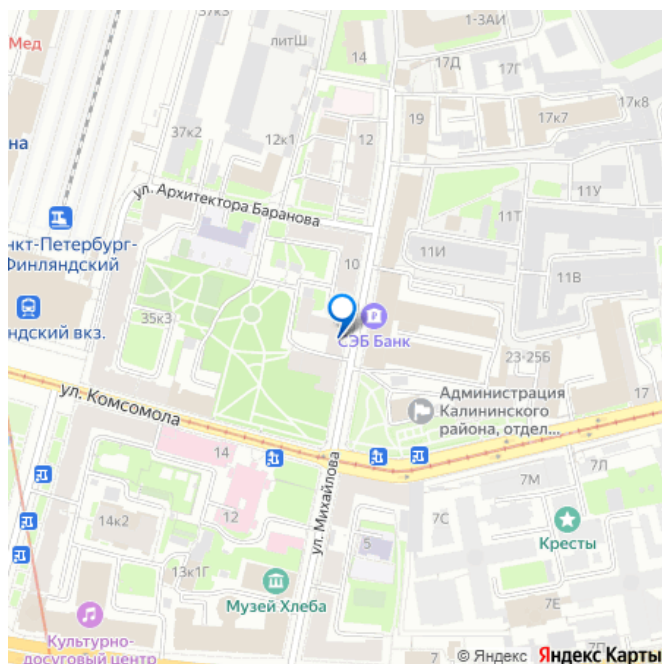 37к3
1-ЗАИ
литШ
14
Мед
17Д
17Г
17к8
19
17к7
37к2
12к1
12
на
11У
ул. Архитектора Баранова
11Т
нкт-Петербург-
Финляндский
11И
10
11В
ндский вкз.
35к3
СЭБ Банк
23-25Б
ул. Комсомола
Администрация
Калининского
района, отдел...
17
14
ул. Михайлова
7Л
7М
12
14к2
7С
5
Кресты
13к1Г
Музей Хлеба
7Е
Культурно-
досуговый центр
7
7П
© Яндекс Яндекс Карты